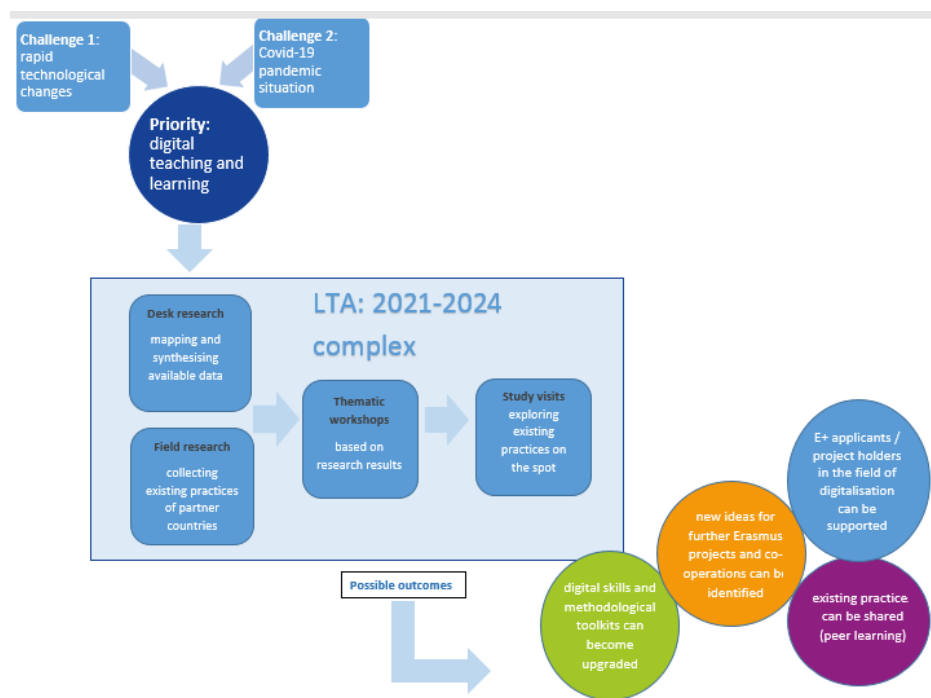 Challenge 1:
rapid
technological
changes
Challenge 2:
Covid-19
pandemic
situation
Priority:
digital
teaching and
learning
LTA: 2021-2024
complex
Desk research
mapping and
synthesising
available data
Field research
collecting
existing practices
of partner
countries
Thematic
workshops
based on
research results
Study visits
exploring
existing
practices on
the spot
Possible outcomes
digital skills and
methodological
toolkits can
become
upgraded
new ideas for
further Erasmus
projects and co-
operations can be
identified
E+ applicants /
project holders
in the field of
digitalisation
can be
supported
existing practice
can be shared
(peer learning)